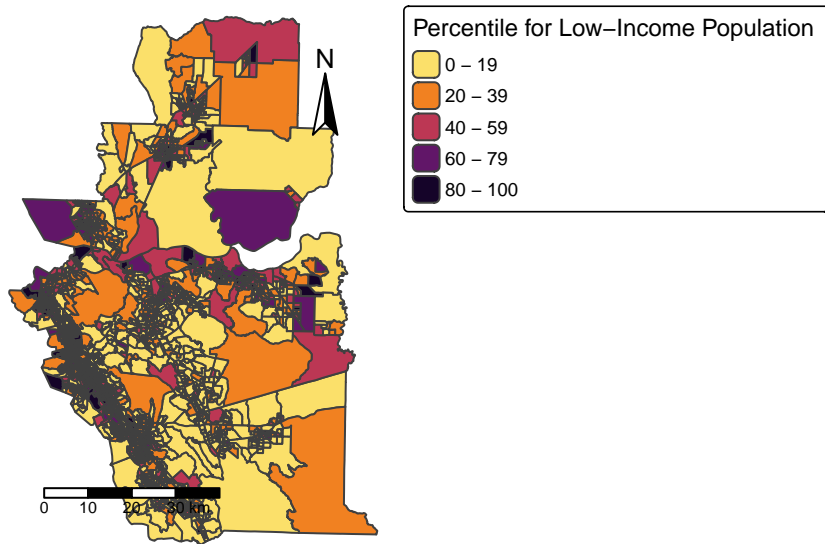 Percentile for Low−Income Population
0 − 19
20 − 39
40 − 59
60 − 79
80 − 100
N
0 10 20 30 km